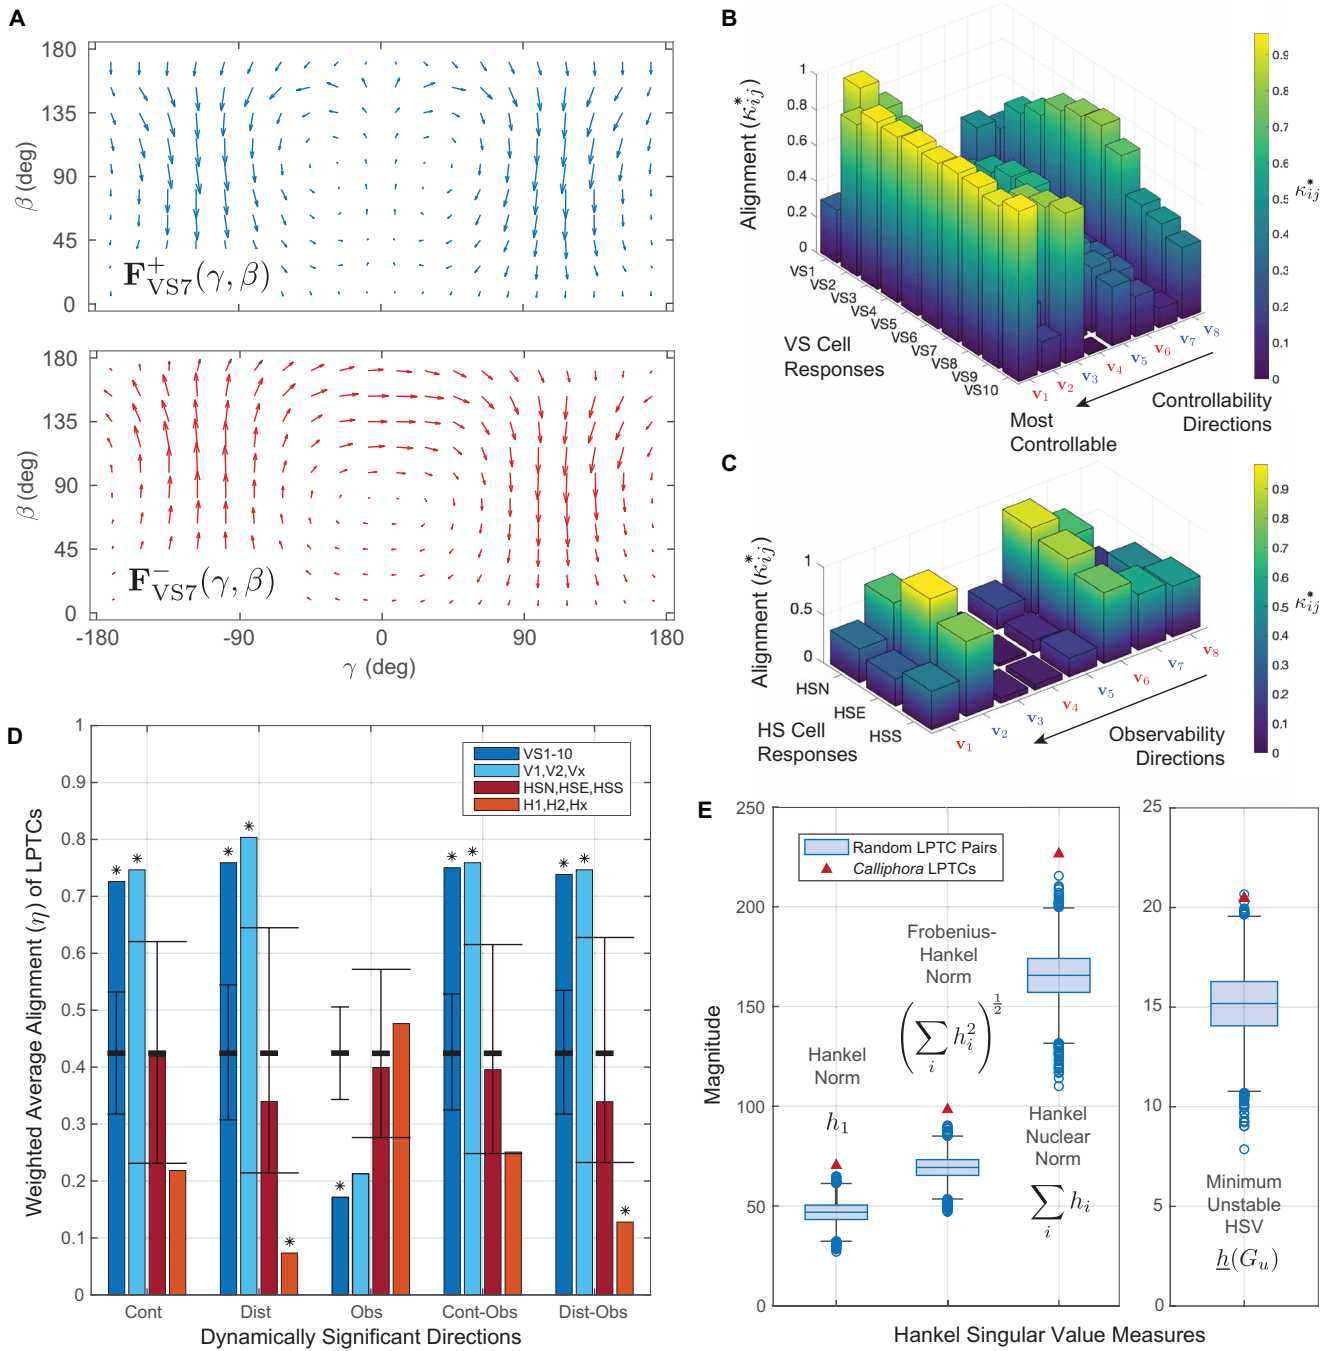 A
180
135
90
45
0
β (deg)
F⁺VS7(γ, β)
180
135
90
45
0
β (deg)
F⁻VS7(γ, β)
-180
-90
0
90
180
γ (deg)
B
Alignment (κ*ij)
1
0.8
0.6
0.4
0.2
0
VS1
VS2
VS3
VS4
VS5
VS6
VS7
VS8
VS9
VS10
VS Cell
Responses
v1
v2
v3
v4
v5
v6
v7
v8
Most
Controllable
Controllability
Directions
0.9
0.8
0.7
0.6
0.5
0.4
0.3
0.2
0.1
0
κ*ij
C
Alignment (κ*ij)
1
0.5
0
HSN
HSE
HSS
HS Cell
Responses
v1
v2
v3
v4
v5
v6
v7
v8
Observability
Directions
0.9
0.8
0.7
0.6
0.5
0.4
0.3
0.2
0.1
0
κ*ij
D
Weighted Average Alignment (η) of LPTCs
1
0.9
0.8
0.7
0.6
0.5
0.4
0.3
0.2
0.1
0
VS1-10
V1,V2,Vx
HSN,HSE,HSS
H1,H2,Hx
* * * * * * * * * * *
Cont
Dist
Obs
Cont-Obs
Dist-Obs
Dynamically Significant Directions
E
Magnitude
250
200
150
100
50
0
Random LPTC Pairs
Calliphora LPTCs
Hankel
Norm
h1
Frobenius-
Hankel
Norm
(∑i hi²)^½
Hankel
Nuclear
Norm
∑i hi
25
20
15
10
5
0
Minimum
Unstable
HSV
h(Gu)
Hankel Singular Value Measures